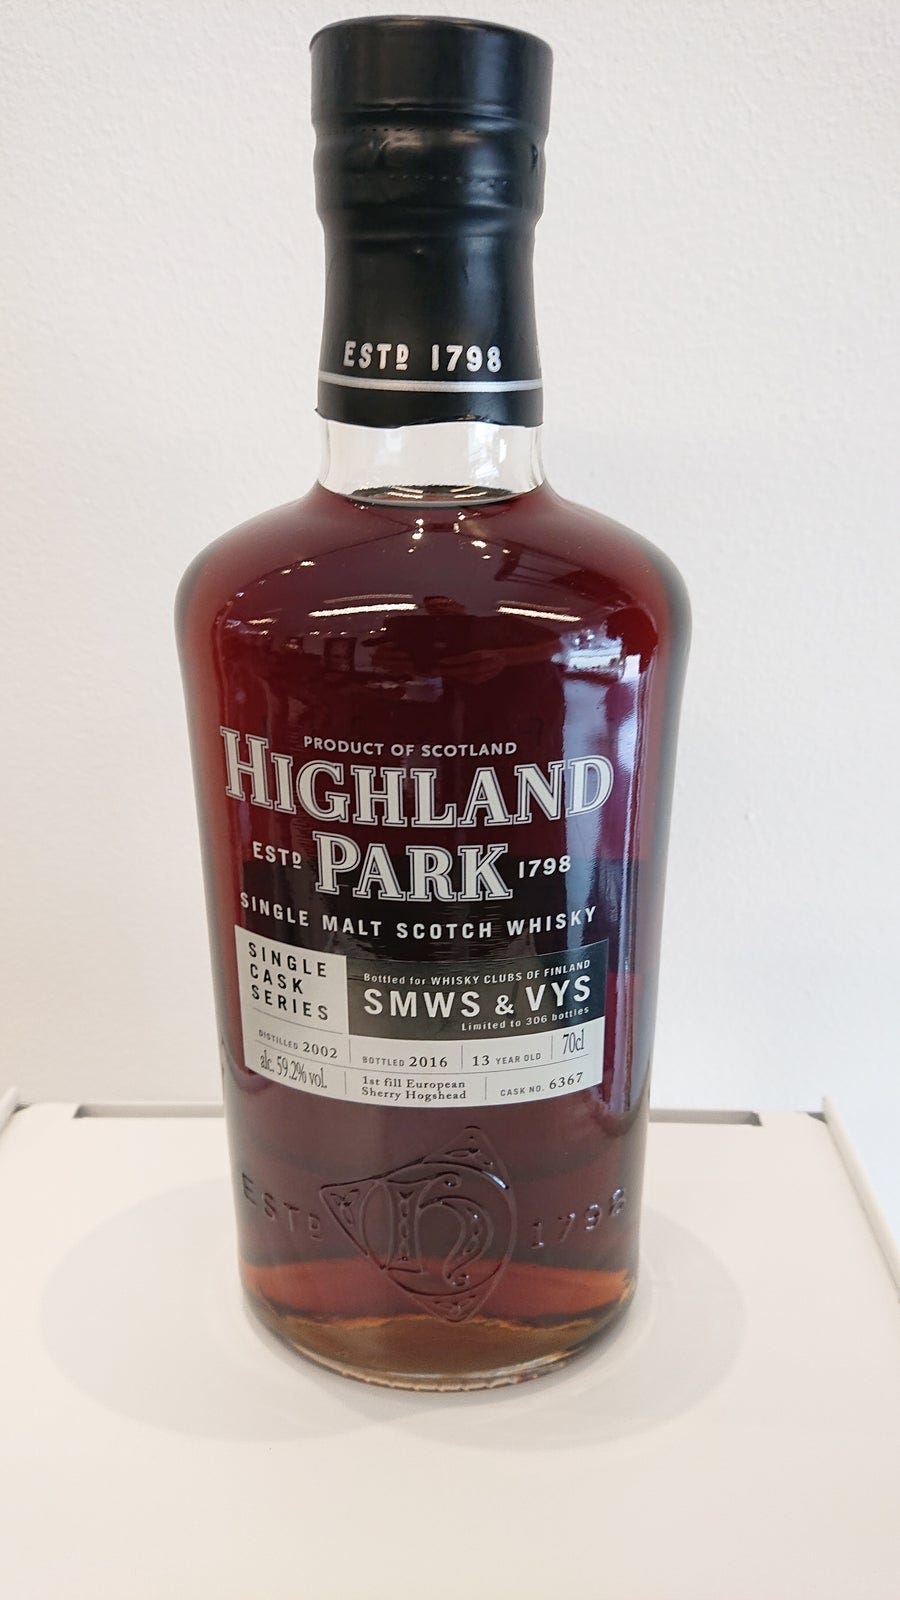 ESTD 1798
PRODUCT OF SCOTLAND
HIGHLAND
ESTD PARK 1798
SINGLE MALT SCOTCH WHISKY
SINGLE
CASK
SERIES
Bottled for WHISKY CLUBS OF FINLAND
SMWS & VYS
Limited to 306 bottles
DISTILLED 2002
BOTTLED 2016
13 YEAR OLD
70cl
alc. 59.2% vol.
1st fill European
Sherry Hogshead
CASK NO. 6367
ESTD H 1798